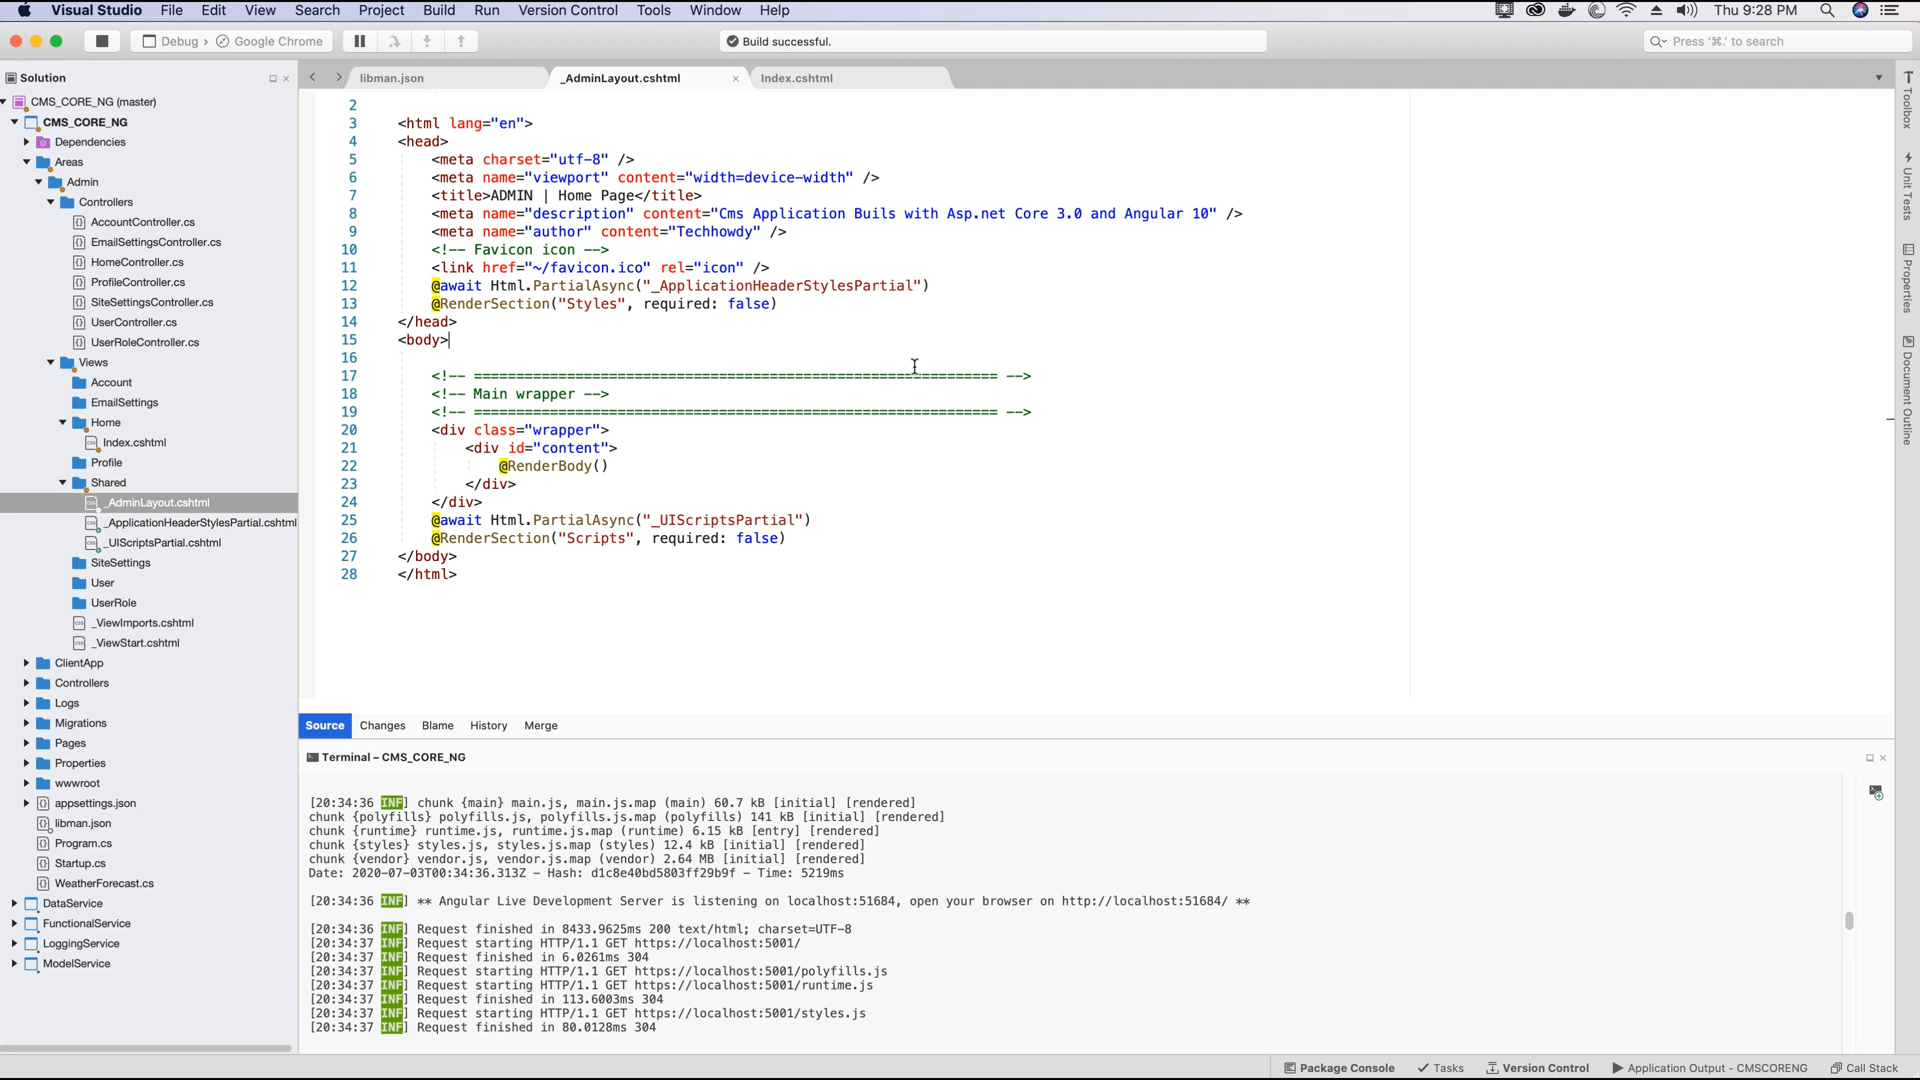 Visual Studio File Edit View Search Project Build Run Version Control Tools Window Help Thu 9:28 PM
Debug › Google Chrome
Build successful.
Press '⌘.' to search
Solution
CMS_CORE_NG (master)
CMS_CORE_NG
Dependencies
Areas
Admin
Controllers
AccountController.cs
EmailSettingsController.cs
HomeController.cs
ProfileController.cs
SiteSettingsController.cs
UserController.cs
UserRoleController.cs
Views
Account
EmailSettings
Home
Index.cshtml
Profile
Shared
_AdminLayout.cshtml
_ApplicationHeaderStylesPartial.cshtml
_UIScriptsPartial.cshtml
SiteSettings
User
UserRole
_ViewImports.cshtml
_ViewStart.cshtml
ClientApp
Controllers
Logs
Migrations
Pages
Properties
wwwroot
appsettings.json
libman.json
Program.cs
Startup.cs
WeatherForecast.cs
DataService
FunctionalService
LoggingService
ModelService
libman.json _AdminLayout.cshtml Index.cshtml
2
3 <html lang="en">
4 <head>
5 <meta charset="utf-8" />
6 <meta name="viewport" content="width=device-width" />
7 <title>ADMIN | Home Page</title>
8 <meta name="description" content="Cms Application Buils with Asp.net Core 3.0 and Angular 10" />
9 <meta name="author" content="Techhowdy" />
10 <!-- Favicon icon -->
11 <link href="~/favicon.ico" rel="icon" />
12 @await Html.PartialAsync("_ApplicationHeaderStylesPartial")
13 @RenderSection("Styles", required: false)
14 </head>
15 <body>
16
17 <!-- ============================================================== -->
18 <!-- Main wrapper -->
19 <!-- ============================================================== -->
20 <div class="wrapper">
21 <div id="content">
22 @RenderBody()
23 </div>
24 </div>
25 @await Html.PartialAsync("_UIScriptsPartial")
26 @RenderSection("Scripts", required: false)
27 </body>
28 </html>
Source Changes Blame History Merge
Terminal – CMS_CORE_NG
[20:34:36 INF] chunk {main} main.js, main.js.map (main) 60.7 kB [initial] [rendered]
chunk {polyfills} polyfills.js, polyfills.js.map (polyfills) 141 kB [initial] [rendered]
chunk {runtime} runtime.js, runtime.js.map (runtime) 6.15 kB [entry] [rendered]
chunk {styles} styles.js, styles.js.map (styles) 12.4 kB [initial] [rendered]
chunk {vendor} vendor.js, vendor.js.map (vendor) 2.64 MB [initial] [rendered]
Date: 2020-07-03T00:34:36.313Z - Hash: d1c8e40bd5803ff29b9f - Time: 5219ms
[20:34:36 INF] ** Angular Live Development Server is listening on localhost:51684, open your browser on http://localhost:51684/ **
[20:34:36 INF] Request finished in 8433.9625ms 200 text/html; charset=UTF-8
[20:34:37 INF] Request starting HTTP/1.1 GET https://localhost:5001/
[20:34:37 INF] Request finished in 6.0261ms 304
[20:34:37 INF] Request starting HTTP/1.1 GET https://localhost:5001/polyfills.js
[20:34:37 INF] Request starting HTTP/1.1 GET https://localhost:5001/runtime.js
[20:34:37 INF] Request finished in 113.6003ms 304
[20:34:37 INF] Request starting HTTP/1.1 GET https://localhost:5001/styles.js
[20:34:37 INF] Request finished in 80.0128ms 304
Toolbox
Unit Tests
Properties
Document Outline
Package Console Tasks Version Control Application Output - CMSCORENG Call Stack